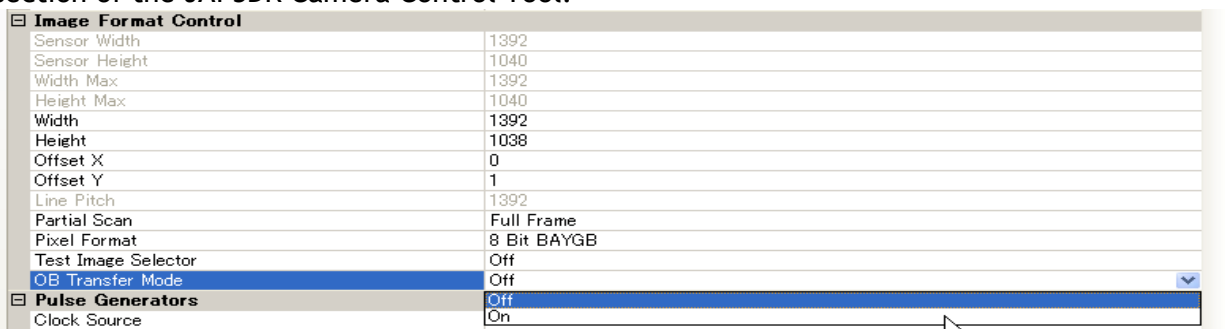 section of the JAI SDK Camera Control Tool.
Image Format Control
Sensor Width 1392
Sensor Height 1040
Width Max 1392
Height Max 1040
Width 1392
Height 1038
Offset X 0
Offset Y 1
Line Pitch 1392
Partial Scan Full Frame
Pixel Format 8 Bit BAYGB
Test Image Selector Off
OB Transfer Mode Off
Pulse Generators Off
Clock Source On